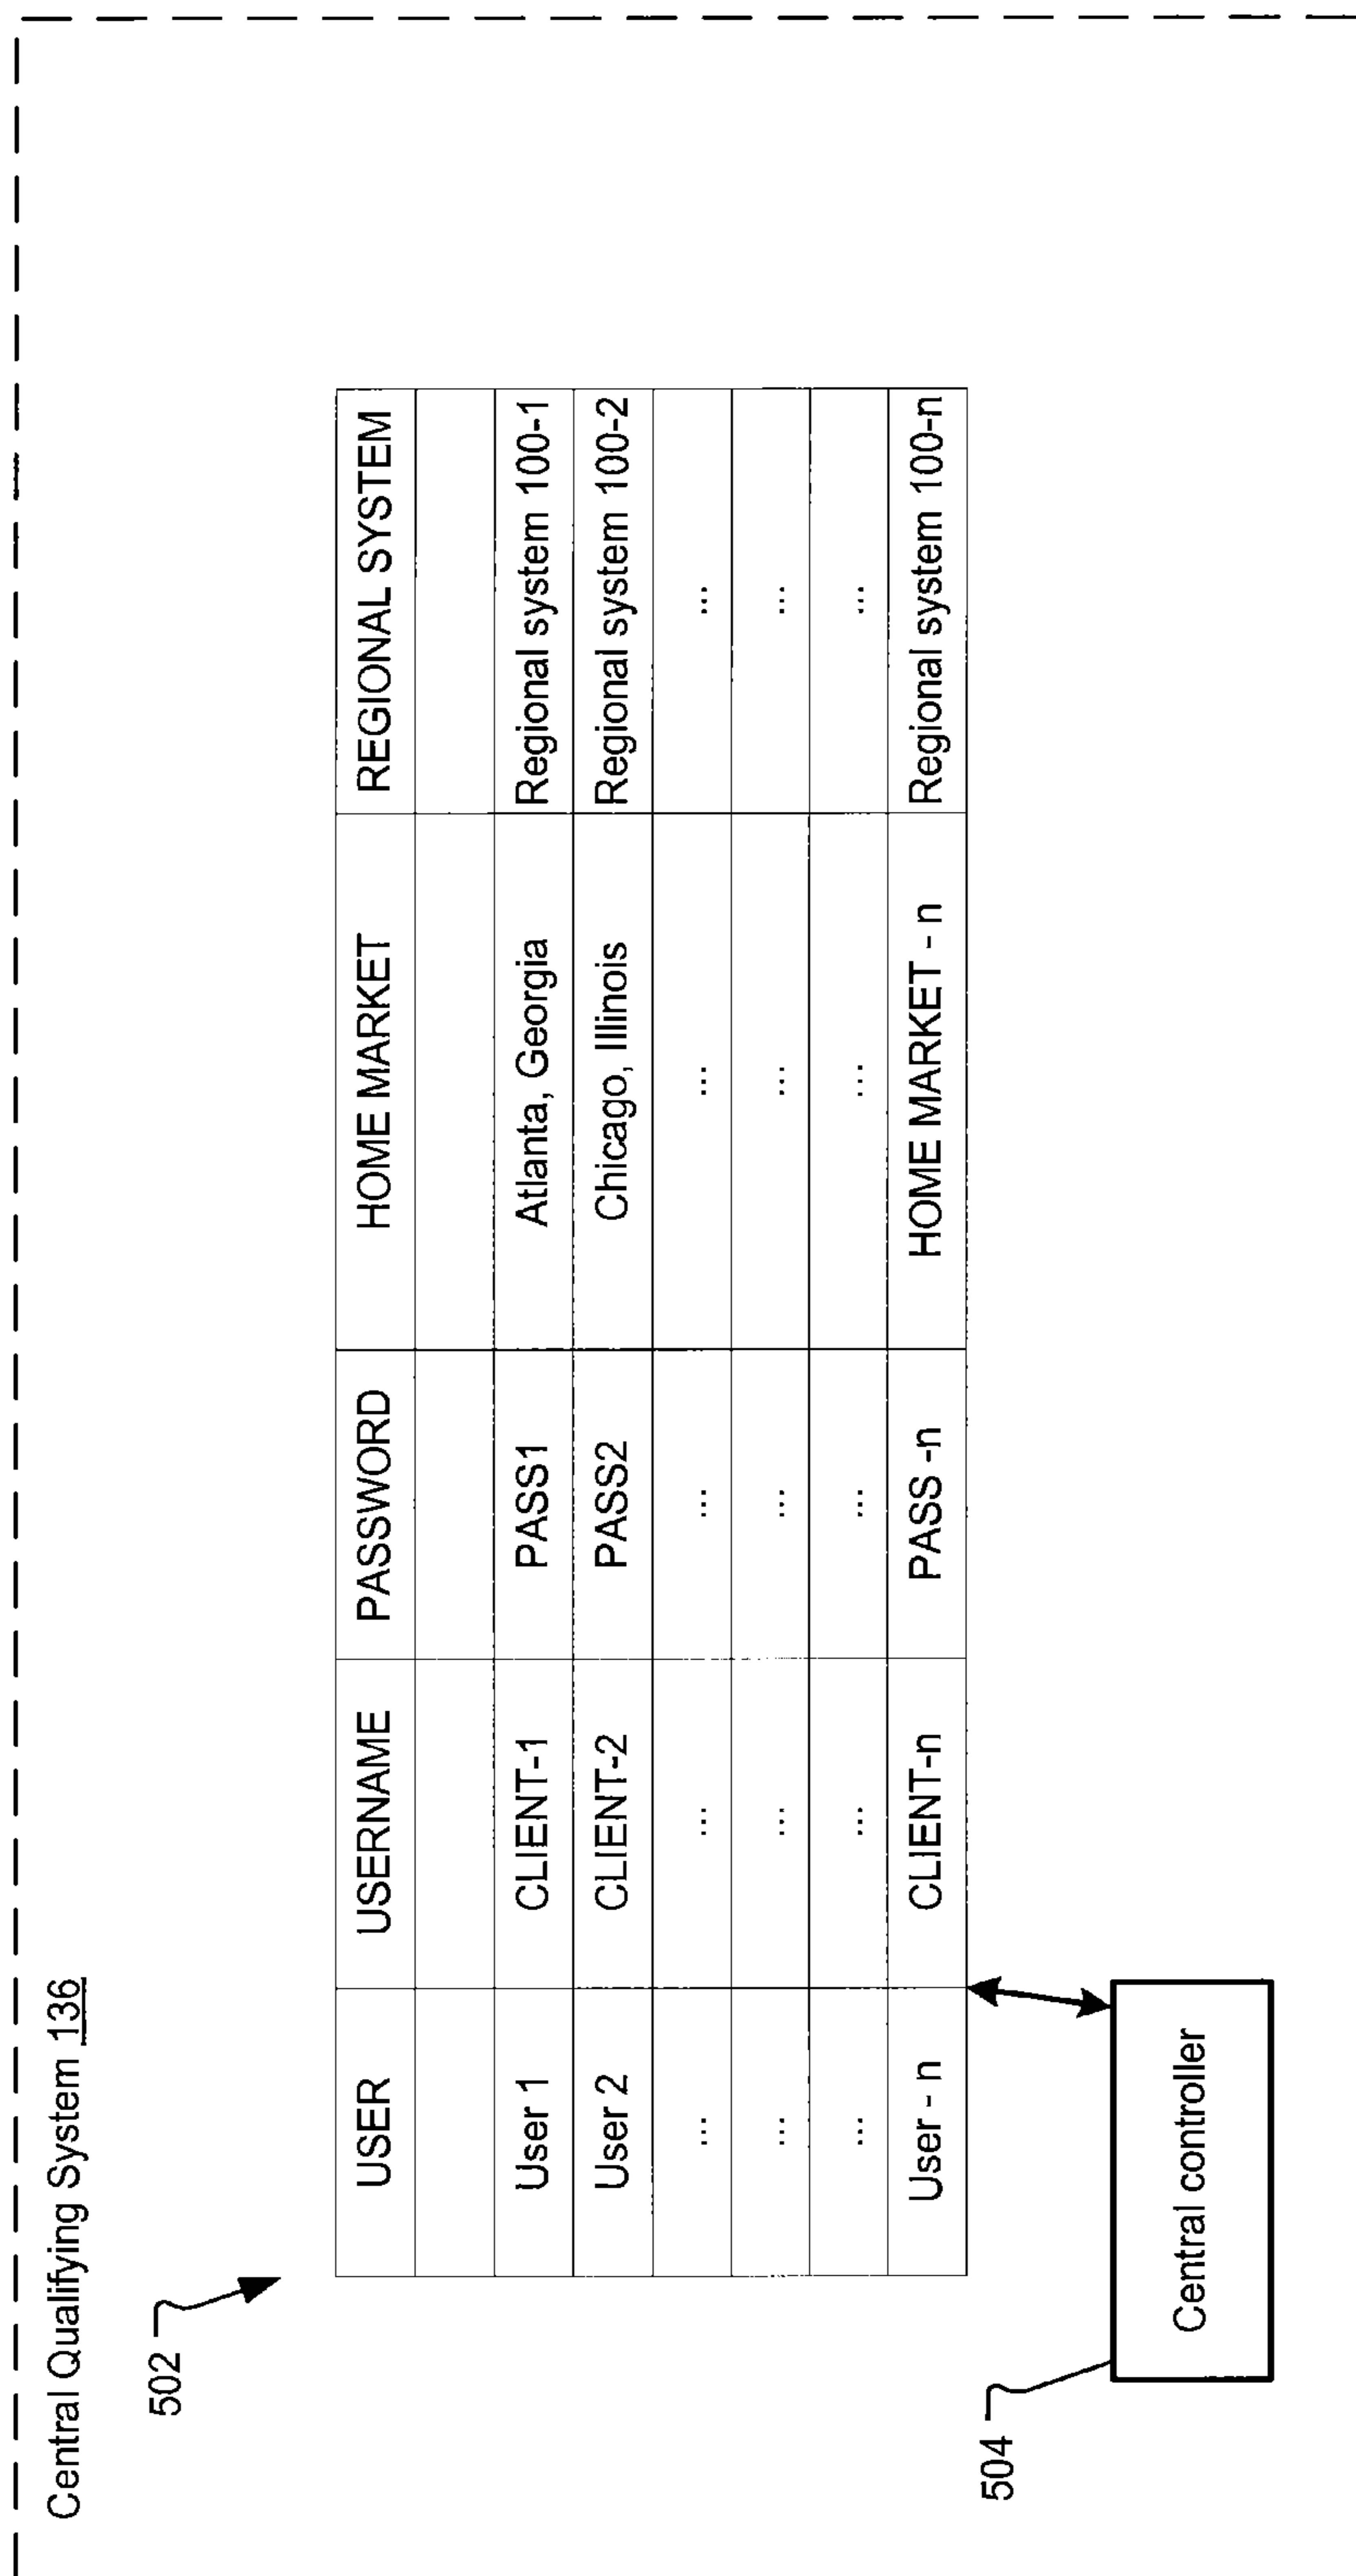 Central Qualifying System 136
502
USER USERNAME PASSWORD HOME MARKET REGIONAL SYSTEM
User 1 CLIENT-1 PASS1 Atlanta, Georgia Regional system 100-1
User 2 CLIENT-2 PASS2 Chicago, Illinois Regional system 100-2
... ... ... ... ...
... ... ... ... ...
... ... ... ... ...
User - n CLIENT-n PASS -n HOME MARKET - n Regional system 100-n
504
Central controller